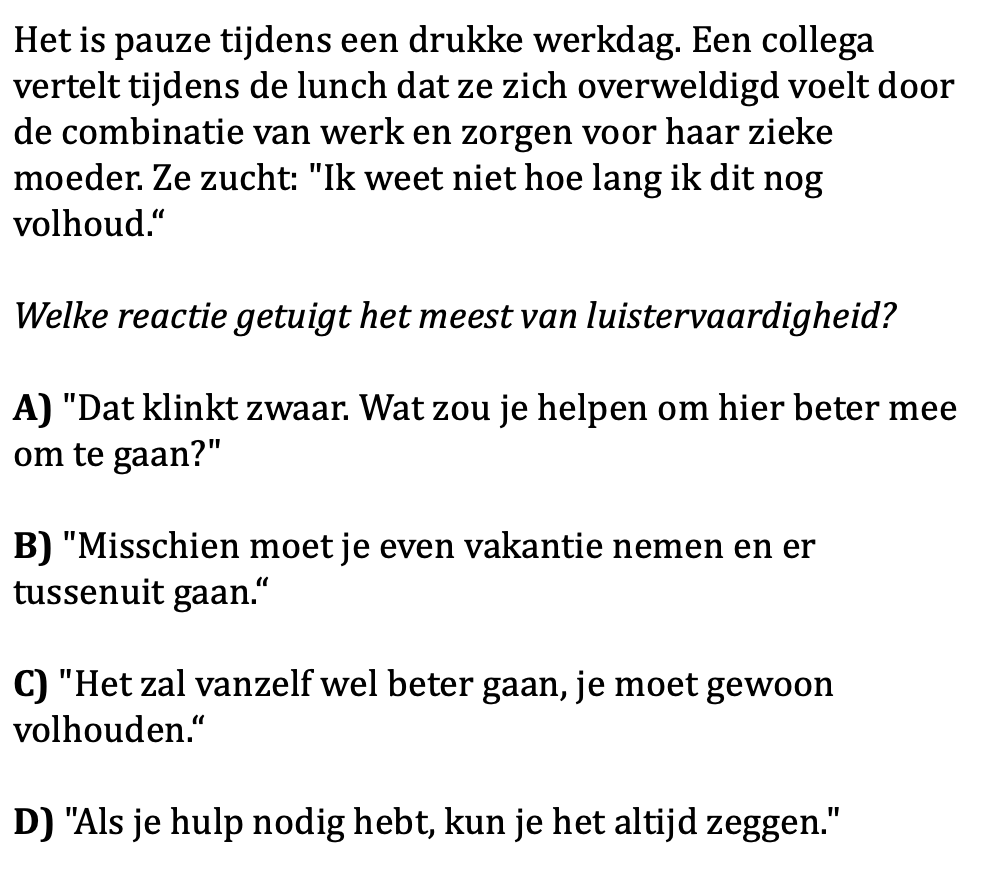 Het is pauze tijdens een drukke werkdag. Een collega
vertelt tijdens de lunch dat ze zich overweldigd voelt door
de combinatie van werk en zorgen voor haar zieke
moeder. Ze zucht: "Ik weet niet hoe lang ik dit nog
volhoud.“
Welke reactie getuigt het meest van luistervaardigheid?
A) "Dat klinkt zwaar. Wat zou je helpen om hier beter mee
om te gaan?"
B) "Misschien moet je even vakantie nemen en er
tussenuit gaan.“
C) "Het zal vanzelf wel beter gaan, je moet gewoon
volhouden.“
D) "Als je hulp nodig hebt, kun je het altijd zeggen."